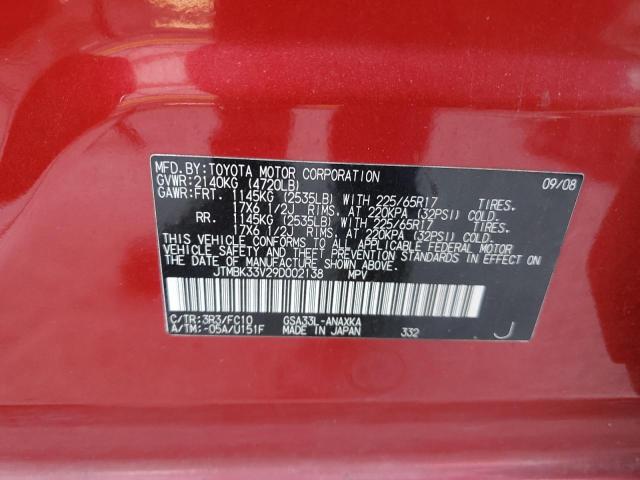 MFD.BY:TOYOTA MOTOR CORPORATION 09/08
GVWR:2140KG (4720LB)
GAWR:FRT. 1145KG (2535LB) WITH 225/65R17 TIRES.
17X6 1/2J RIMS, AT 220KPA (32PSI) COLD.
RR. 1145KG (2535LB) WITH 225/65R17 TIRES.
17X6 1/2J RIMS, AT 220KPA (32PSI) COLD.
THIS VEHICLE CONFORMS TO ALL APPLICABLE FEDERAL MOTOR
VEHICLE SAFETY AND THEFT PREVENTION STANDARDS IN EFFECT
ON THE DATE OF MANUFACTURE SHOWN ABOVE.
JTMBK33V29D002138 MPV
C/TR:3R3/FC10 GSA33L-ANAXKA
A/TM:-05A/U151F MADE IN JAPAN 332 J